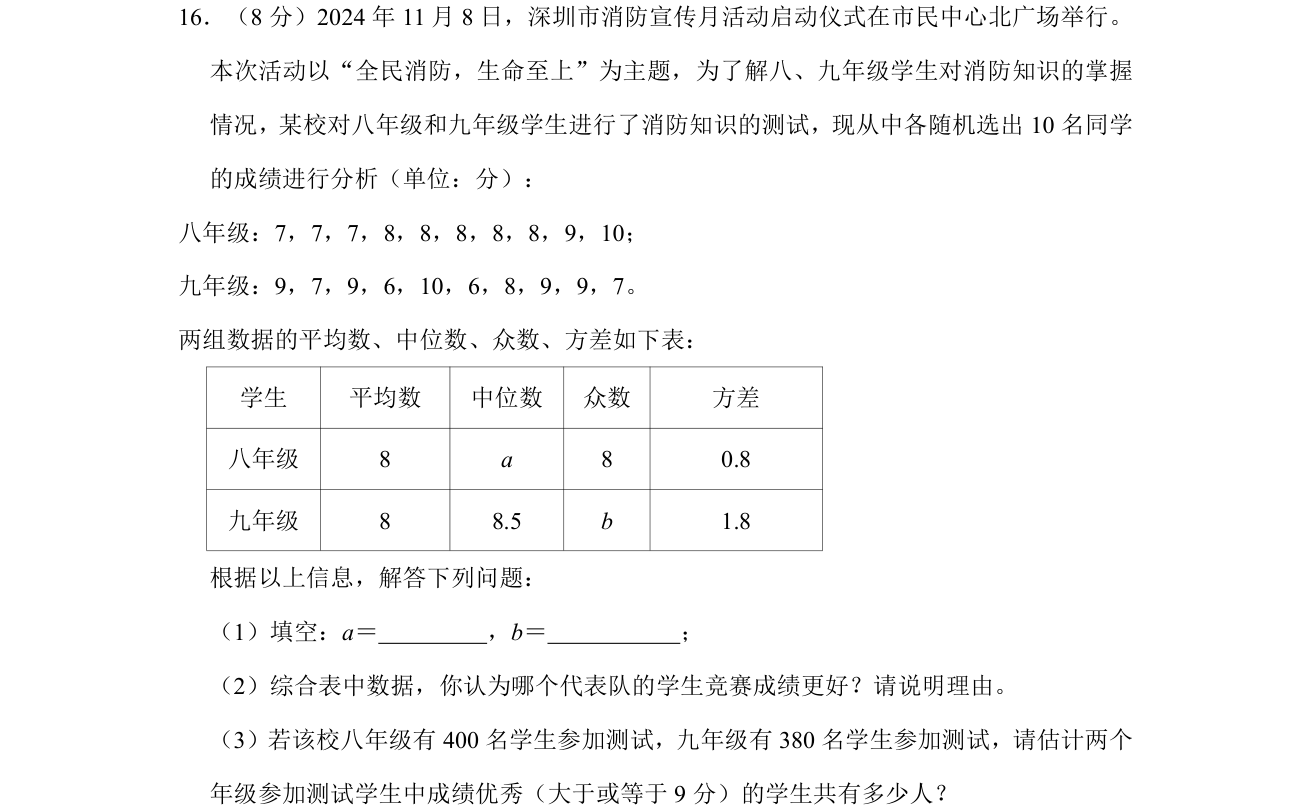 16．（8 分）2024 年 11 月 8 日，深圳市消防宣传月活动启动仪式在市民中心北广场举行。
本次活动以“全民消防，生命至上”为主题，为了解八、九年级学生对消防知识的掌握
情况，某校对八年级和九年级学生进行了消防知识的测试，现从中各随机选出 10 名同学
的成绩进行分析（单位：分）：
八年级：7，7，7，8，8，8，8，8，9，10；
九年级：9，7，9，6，10，6，8，9，9，7。
两组数据的平均数、中位数、众数、方差如下表：
学生 平均数 中位数 众数 方差
八年级 8 a 8 0.8
九年级 8 8.5 b 1.8
根据以上信息，解答下列问题：
（1）填空：a＝_________，b＝___________；
（2）综合表中数据，你认为哪个代表队的学生竞赛成绩更好？请说明理由。
（3）若该校八年级有 400 名学生参加测试，九年级有 380 名学生参加测试，请估计两个
年级参加测试学生中成绩优秀（大于或等于 9 分）的学生共有多少人？